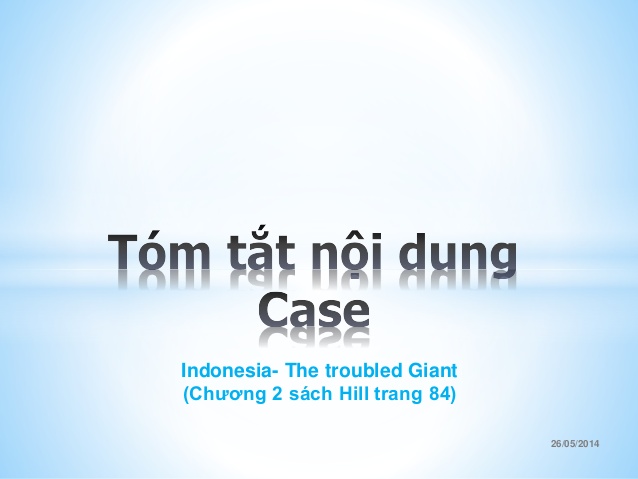 Tóm tắt nội dung
Case
Indonesia- The troubled Giant
(Chương 2 sách Hill trang 84)
26/05/2014